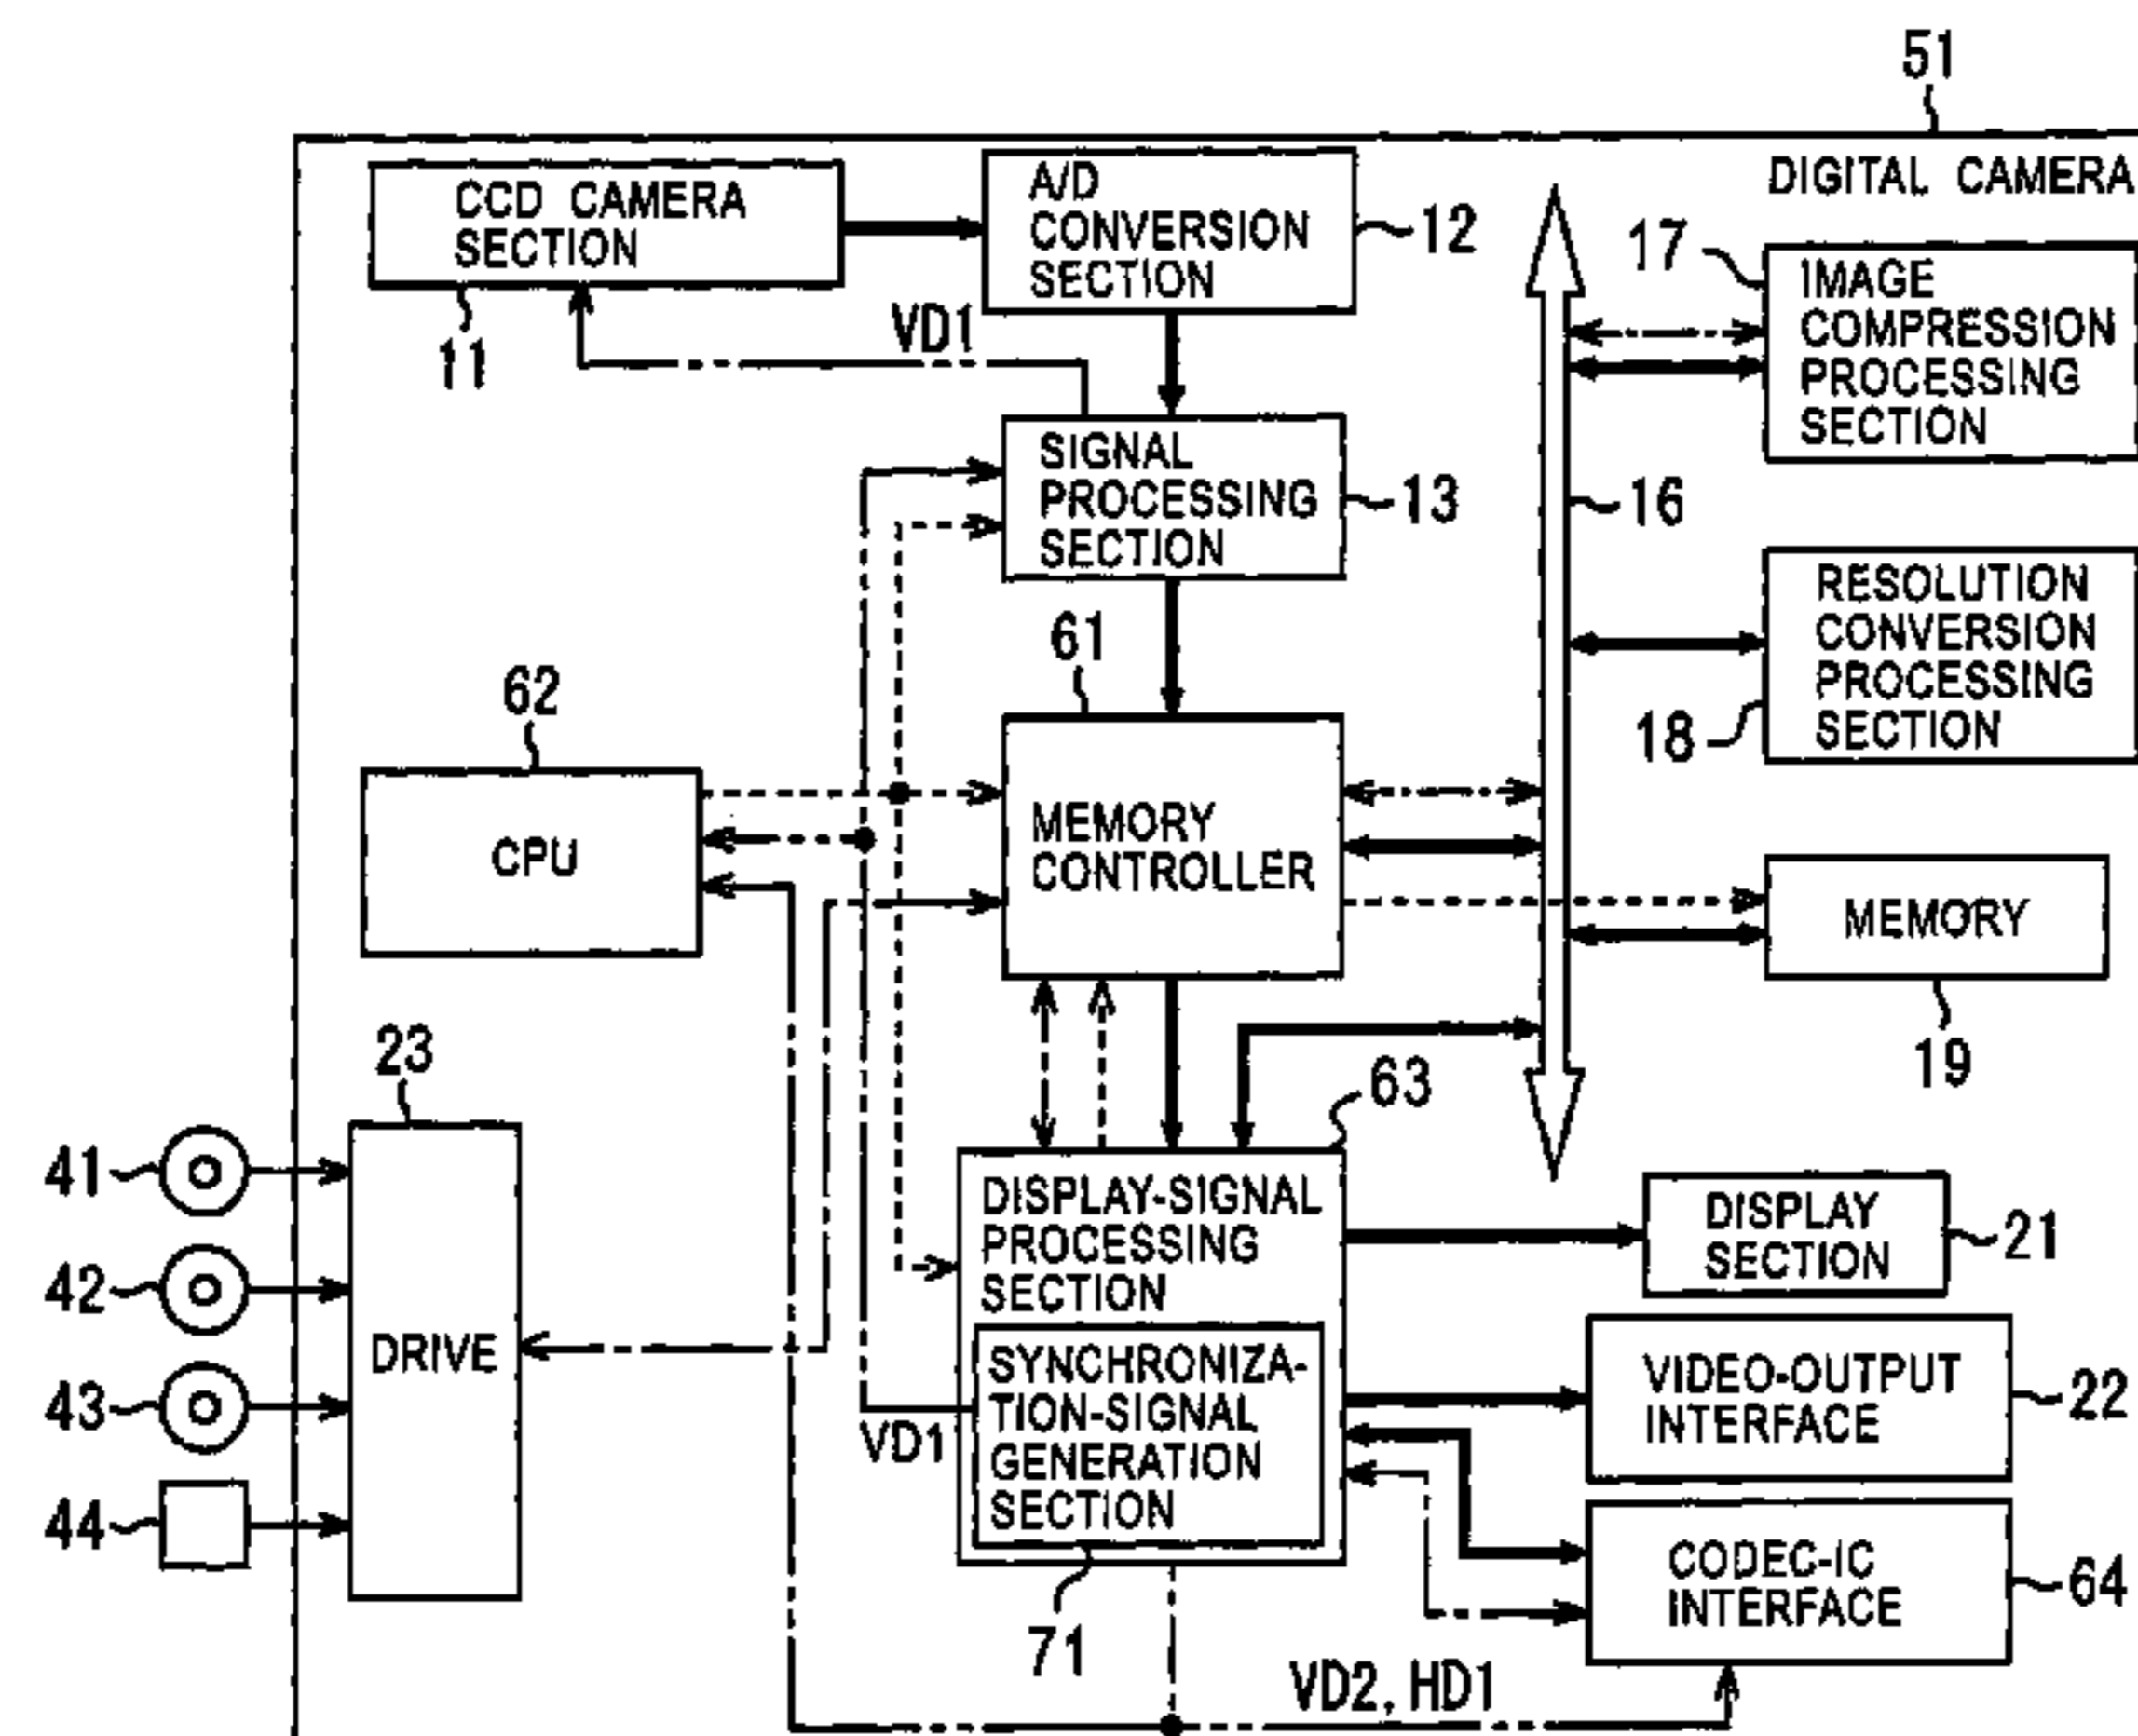 51
DIGITAL CAMERA
CCD CAMERA
SECTION
11
A/D
CONVERSION
SECTION
12
VD1
17
IMAGE
COMPRESSION
PROCESSING
SECTION
SIGNAL
PROCESSING
SECTION
13
16
RESOLUTION
CONVERSION
PROCESSING
SECTION
18
61
62
CPU
MEMORY
CONTROLLER
MEMORY
19
23
63
41
42
43
44
DRIVE
DISPLAY-SIGNAL
PROCESSING
SECTION
SYNCHRONIZA-
TION-SIGNAL
GENERATION
SECTION
VD1
71
DISPLAY
SECTION
21
VIDEO-OUTPUT
INTERFACE
22
CODEC-IC
INTERFACE
64
VD2, HD1